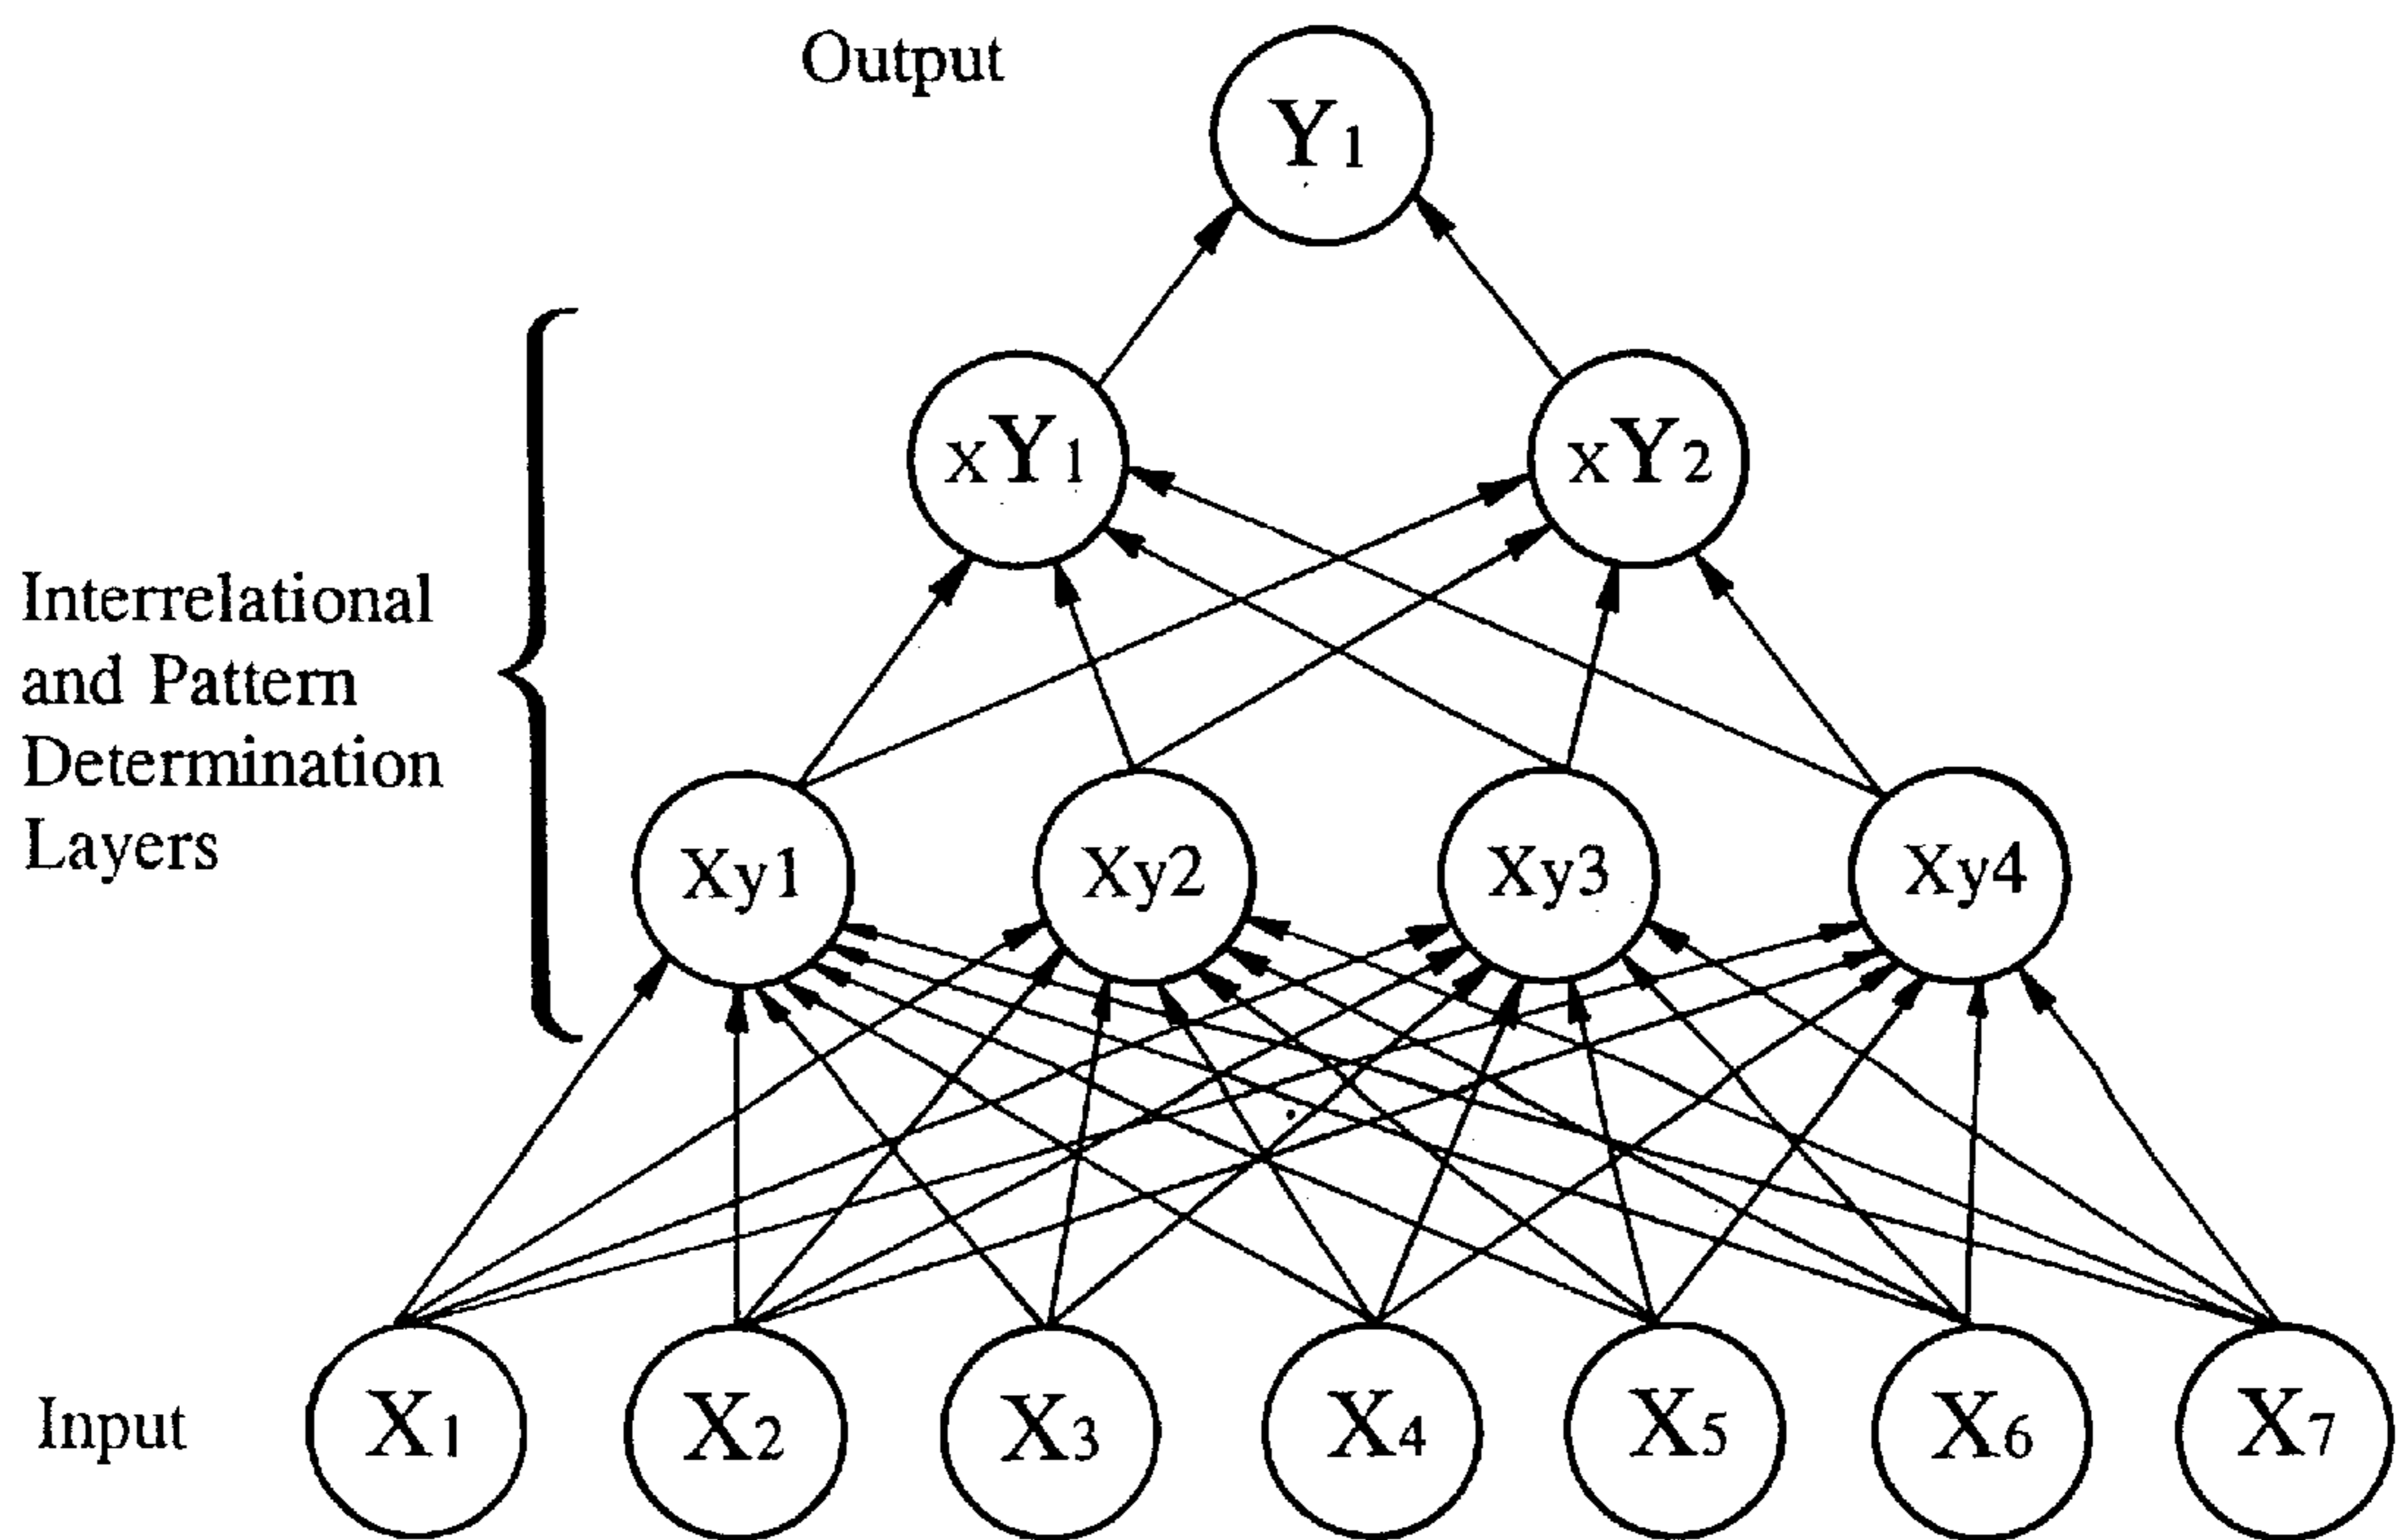 Output
Y1
xY1 xY2
Interrelational
and Pattern
Determination
Layers
Xy1 Xy2 Xy3 Xy4
Input
X1 X2 X3 X4 X5 X6 X7